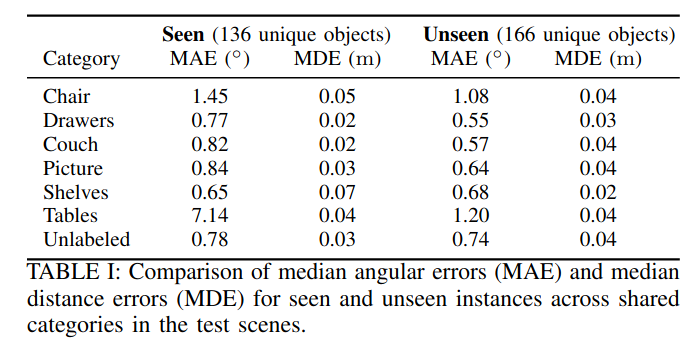 Seen (136 unique objects) Unseen (166 unique objects)
Category MAE (°) MDE (m) MAE (°) MDE (m)
Chair 1.45 0.05 1.08 0.04
Drawers 0.77 0.02 0.55 0.03
Couch 0.82 0.02 0.57 0.04
Picture 0.84 0.03 0.64 0.04
Shelves 0.65 0.07 0.68 0.02
Tables 7.14 0.04 1.20 0.04
Unlabeled 0.78 0.03 0.74 0.04
TABLE I: Comparison of median angular errors (MAE) and median
distance errors (MDE) for seen and unseen instances across shared
categories in the test scenes.